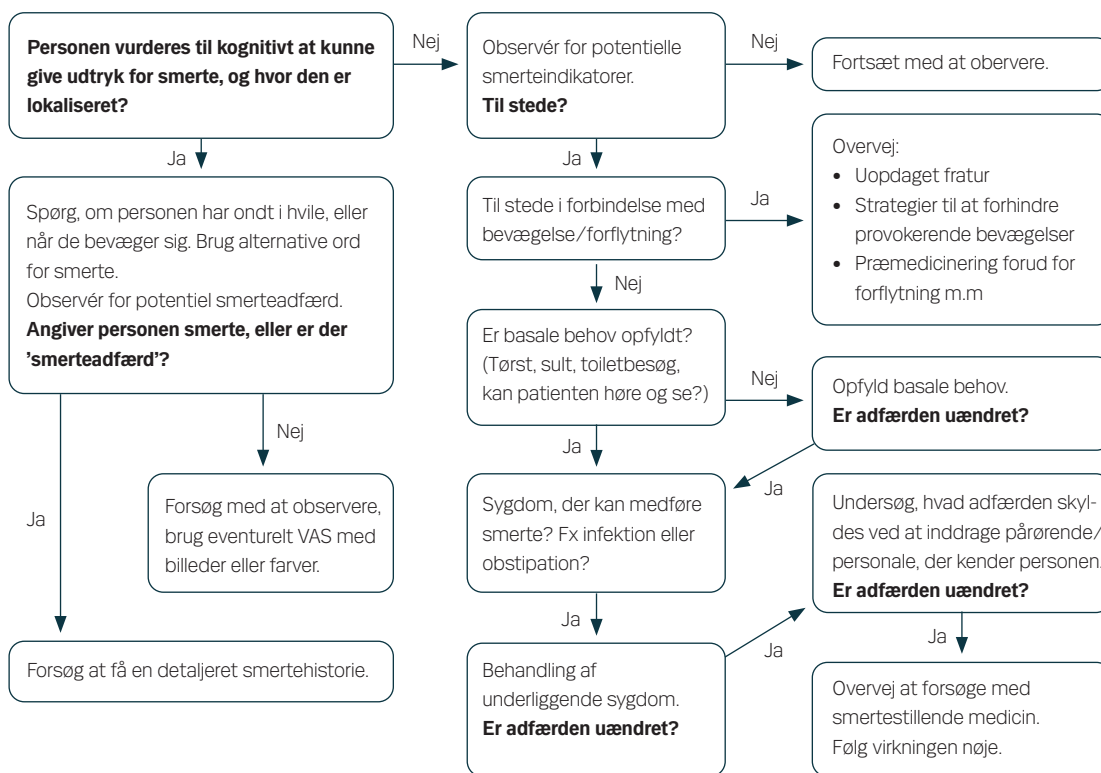 Personen vurderes til kognitivt at kunne
give udtryk for smerte, og hvor den er
lokaliseret?
Nej
Ja
Spørg, om personen har ondt i hvile, eller
når de bevæger sig. Brug alternative ord
for smerte.
Observér for potentiel smerteadfærd.
Angiver personen smerte, eller er der
’smerteadfærd’?
Nej
Forsøg med at observere,
brug eventurelt VAS med
billeder eller farver.
Ja
Forsøg at få en detaljeret smertehistorie.
Observér for potentielle
smerteindikatorer.
Til stede?
Nej
Fortsæt med at obervere.
Ja
Til stede i forbindelse med
bevægelse/forflytning?
Ja
Overvej:
• Uopdaget fratur
• Strategier til at forhindre
provokerende bevægelser
• Præmedicinering forud for
forflytning m.m
Nej
Er basale behov opfyldt?
(Tørst, sult, toiletbesøg,
kan patienten høre og se?)
Nej
Opfyld basale behov.
Er adfærden uændret?
Ja
Ja
Sygdom, der kan medføre
smerte? Fx infektion eller
obstipation?
Ja
Behandling af
underliggende sygdom.
Er adfærden uændret?
Ja
Undersøg, hvad adfærden skyl-
des ved at inddrage pårørende/
personale, der kender personen.
Er adfærden uændret?
Ja
Overvej at forsøge med
smertestillende medicin.
Følg virkningen nøje.